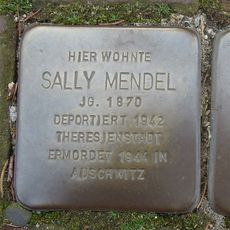 HIER WOHNTE
SALLY MENDEL
JG. 1870
DEPORTIERT 1942
THERESIENSTADT
ERMORDET 1944 IN
AUSCHWITZ